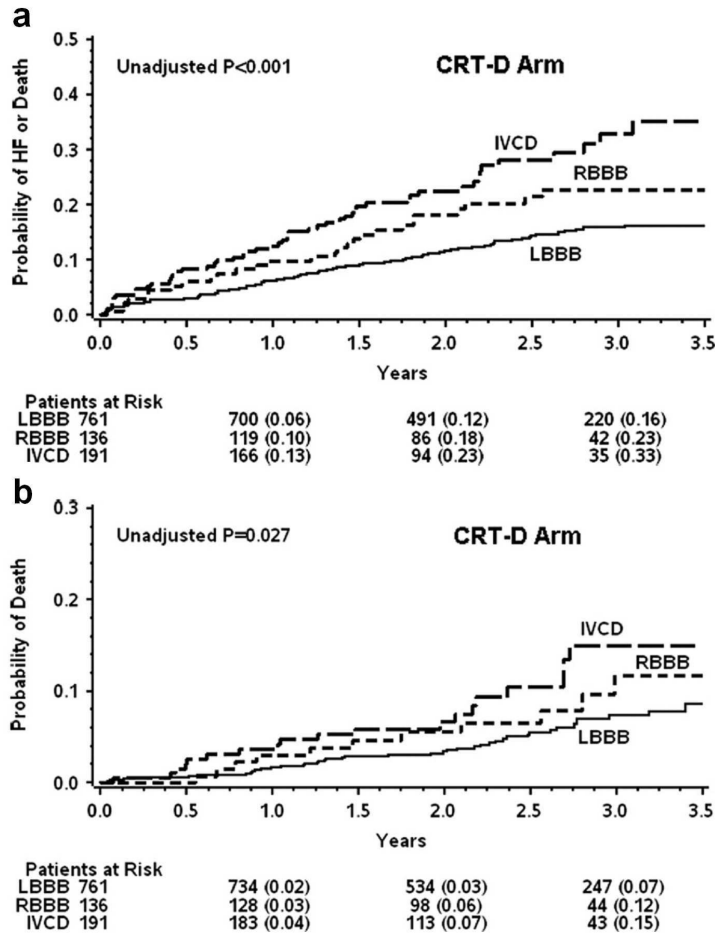 a
0.5
Unadjusted P<0.001 CRT-D Arm
0.4
IVCD
0.3
RBBB
0.2
LBBB
0.1
0.0
Probability of HF or Death
0.0 0.5 1.0 1.5 2.0 2.5 3.0 3.5
Years
Patients at Risk
LBBB 761 700 (0.06) 491 (0.12) 220 (0.16)
RBBB 136 119 (0.10) 86 (0.18) 42 (0.23)
IVCD 191 166 (0.13) 94 (0.23) 35 (0.33)
b
0.3
Unadjusted P=0.027 CRT-D Arm
0.2
IVCD
RBBB
0.1
LBBB
0.0
Probability of Death
0.0 0.5 1.0 1.5 2.0 2.5 3.0 3.5
Years
Patients at Risk
LBBB 761 734 (0.02) 534 (0.03) 247 (0.07)
RBBB 136 128 (0.03) 98 (0.06) 44 (0.12)
IVCD 191 183 (0.04) 113 (0.07) 43 (0.15)